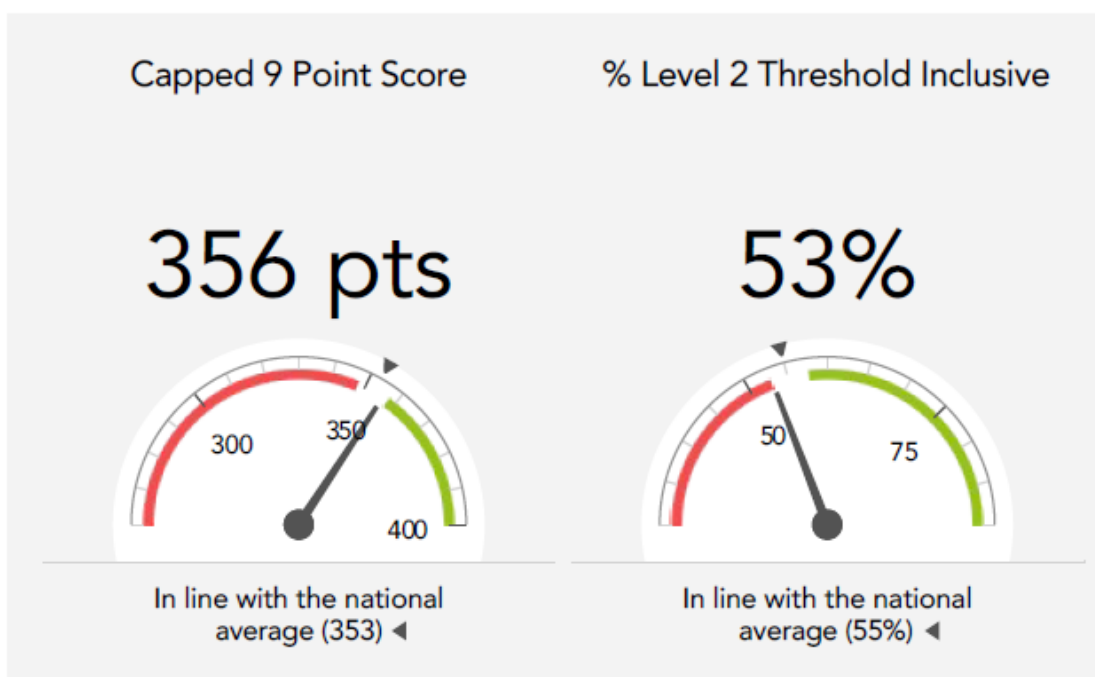 Capped 9 Point Score
356 pts
300
350
400
In line with the national
average (353) ◀
% Level 2 Threshold Inclusive
53%
50
75
In line with the national
average (55%) ◀